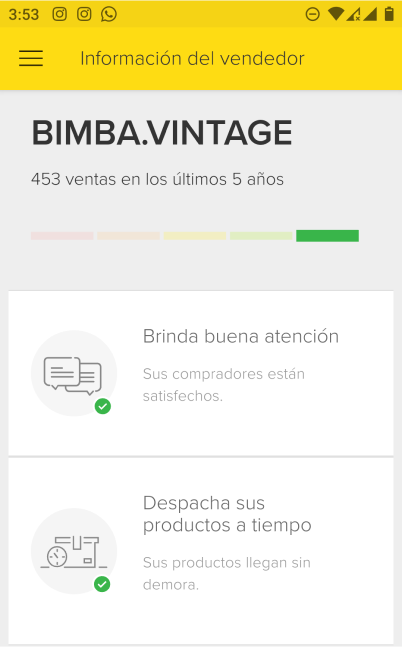 3:53
Información del vendedor
BIMBA.VINTAGE
453 ventas en los últimos 5 años
Brinda buena atención
Sus compradores están
satisfechos.
Despacha sus
productos a tiempo
Sus productos llegan sin
demora.